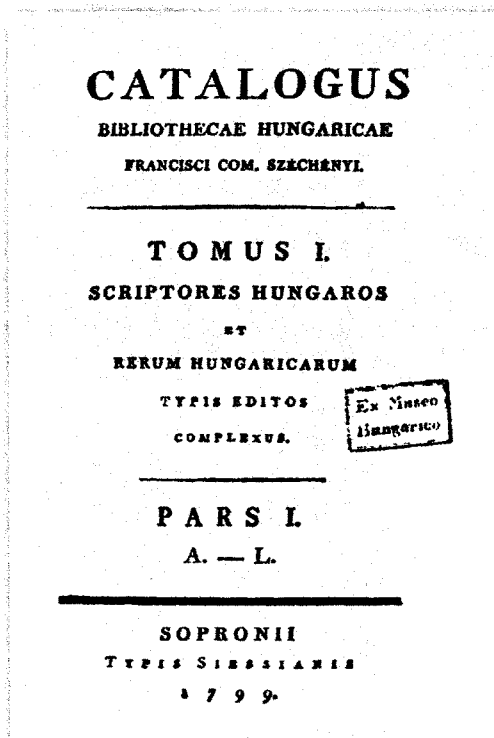 CATALOGUS
BIBLIOTHECAE HUNGARICAE
FRANCISCI COM. SZÉCHÉNYI.
TOMUS I.
SCRIPTORES HUNGAROS
ET
RERUM HUNGARICARUM
TYPIS EDITOS
COMPLEXUS.
Ex Museo
Hungarico
PARS I.
A. — L.
SOPRONII
TYPIS SIESSIANIS
1799.